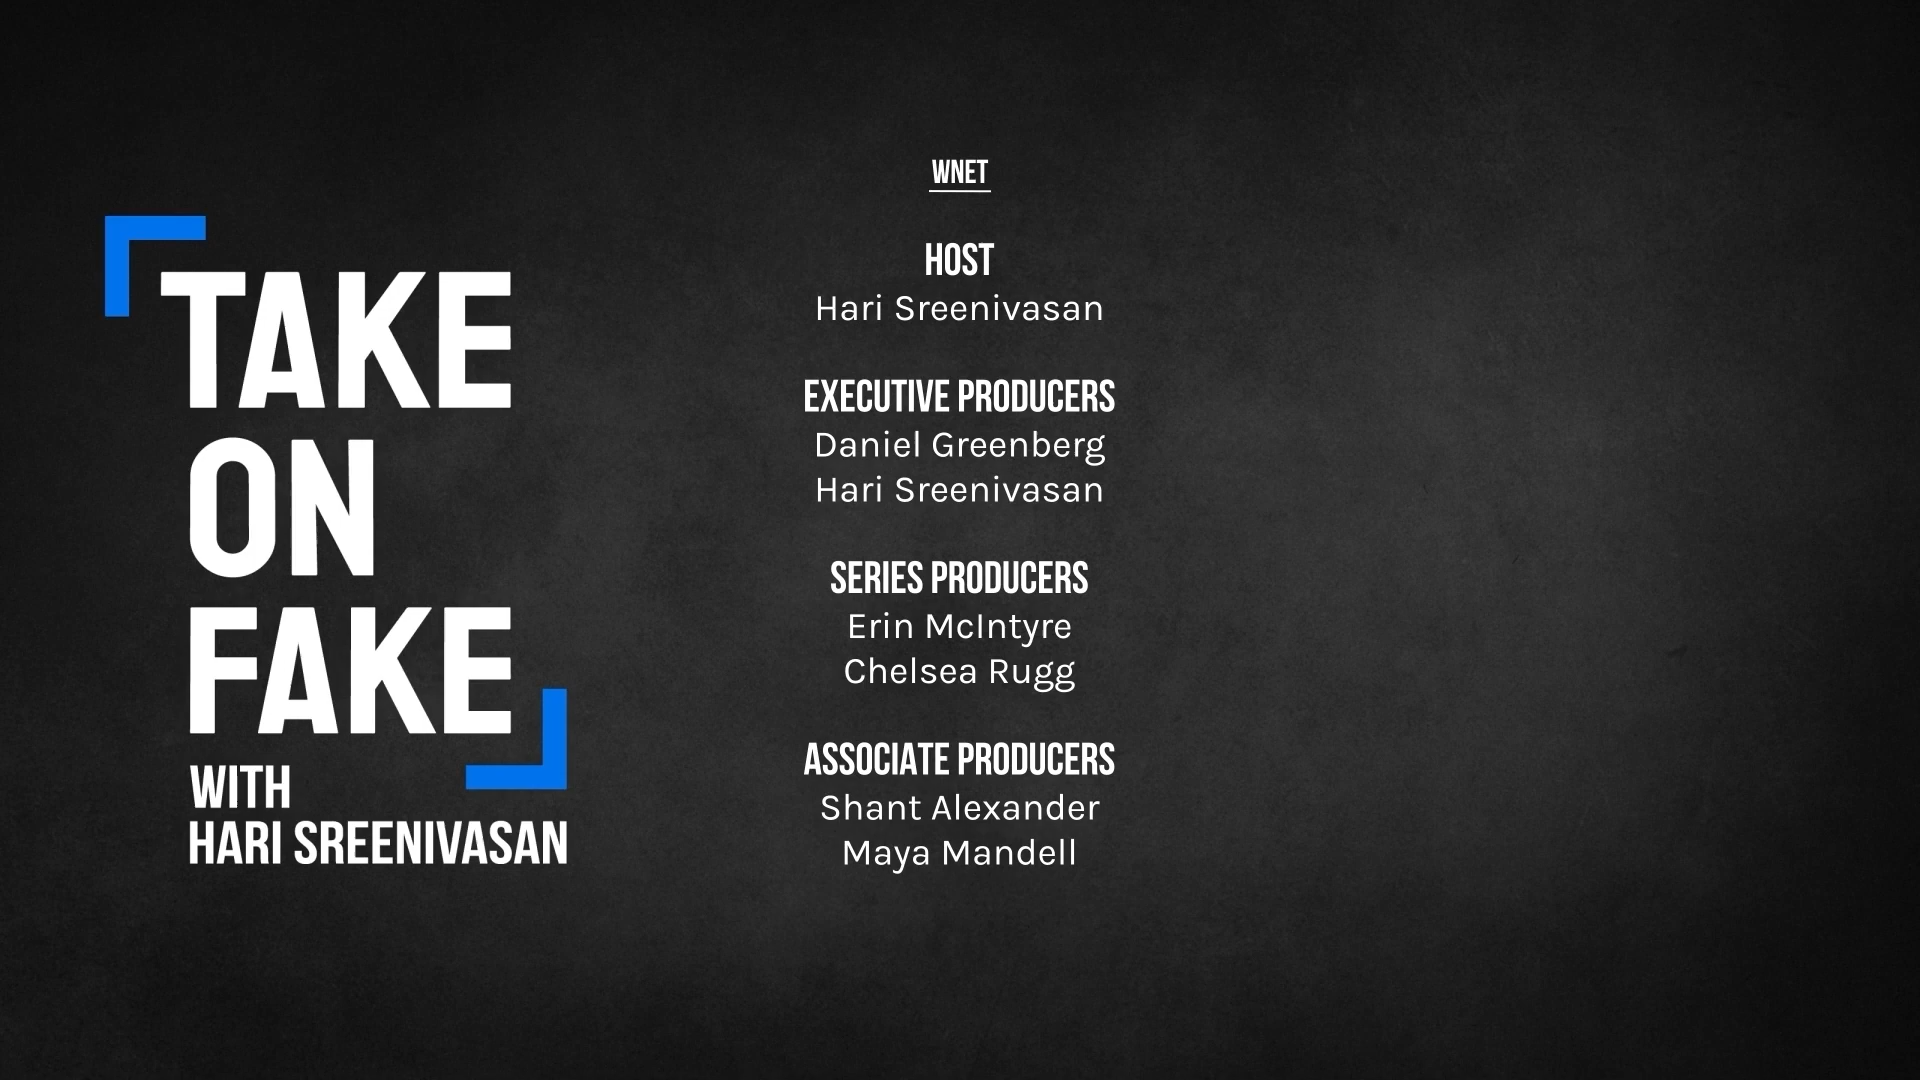 TAKE
ON
FAKE
WITH
HARI SREENIVASAN
WNET
HOST
Hari Sreenivasan
EXECUTIVE PRODUCERS
Daniel Greenberg
Hari Sreenivasan
SERIES PRODUCERS
Erin McIntyre
Chelsea Rugg
ASSOCIATE PRODUCERS
Shant Alexander
Maya Mandell